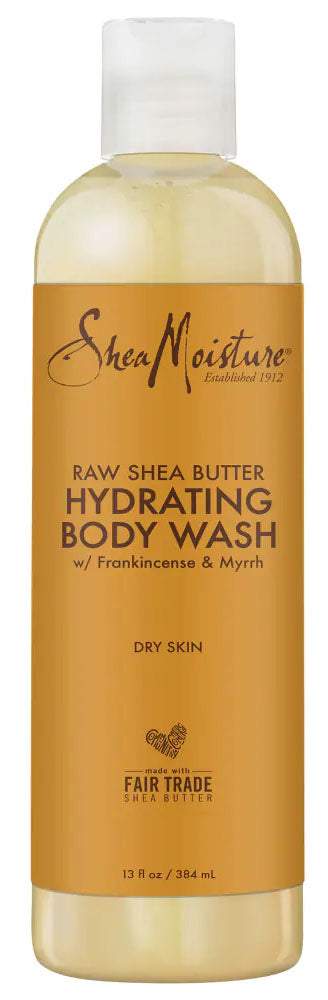 SheaMoisture®
Established 1912
RAW SHEA BUTTER
HYDRATING
BODY WASH
w/ Frankincense & Myrrh
DRY SKIN
made with
FAIR TRADE
SHEA BUTTER
13 fl oz / 384 mL